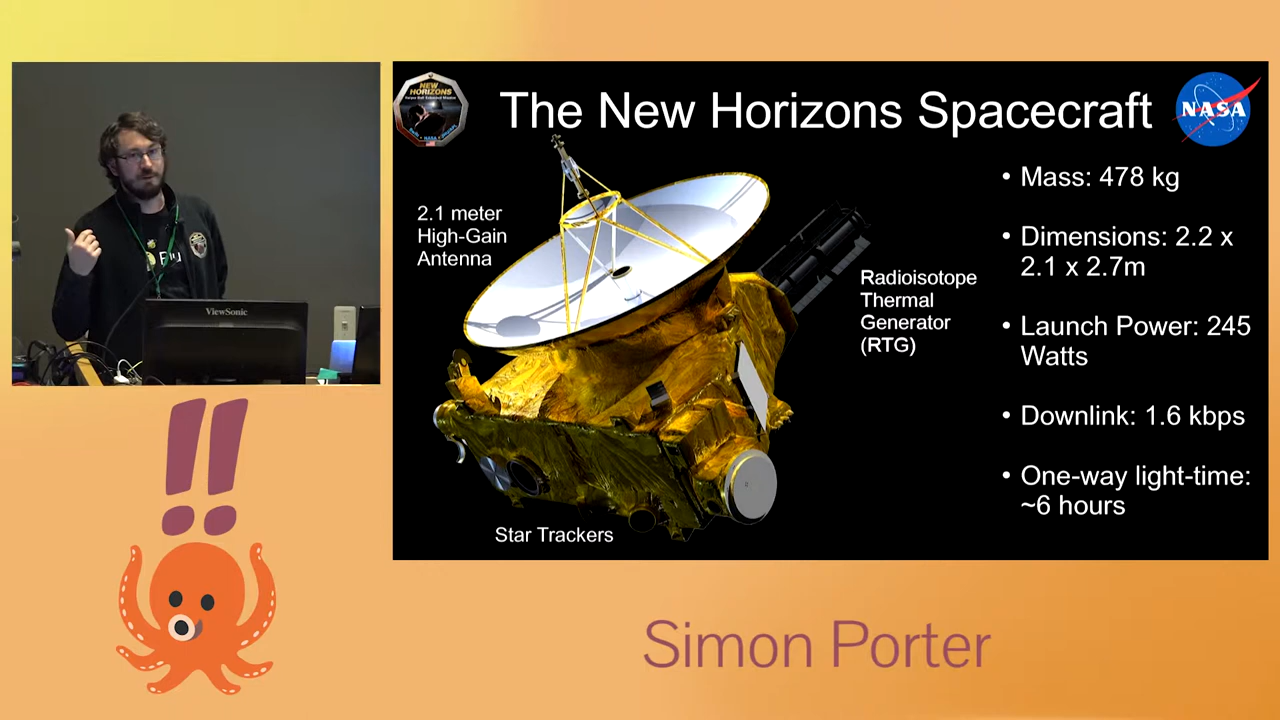 NEW
HORIZONS
The New Horizons Spacecraft
NASA
2.1 meter
High-Gain
Antenna
Radioisotope
Thermal
Generator
(RTG)
Star Trackers
• Mass: 478 kg
• Dimensions: 2.2 x
2.1 x 2.7m
• Launch Power: 245
Watts
• Downlink: 1.6 kbps
• One-way light-time:
~6 hours
ViewSonic
!!
Simon Porter